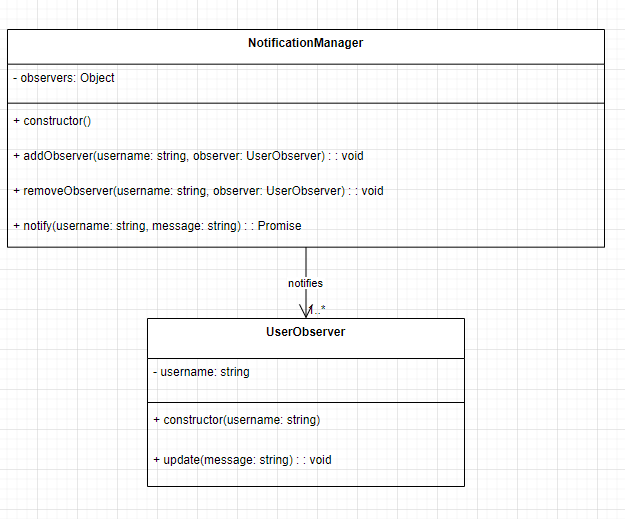 NotificationManager
- observers: Object
+ constructor()
+ addObserver(username: string, observer: UserObserver) : : void
+ removeObserver(username: string, observer: UserObserver) : : void
+ notify(username: string, message: string) : : Promise
notifies
1..*
UserObserver
- username: string
+ constructor(username: string)
+ update(message: string) : : void